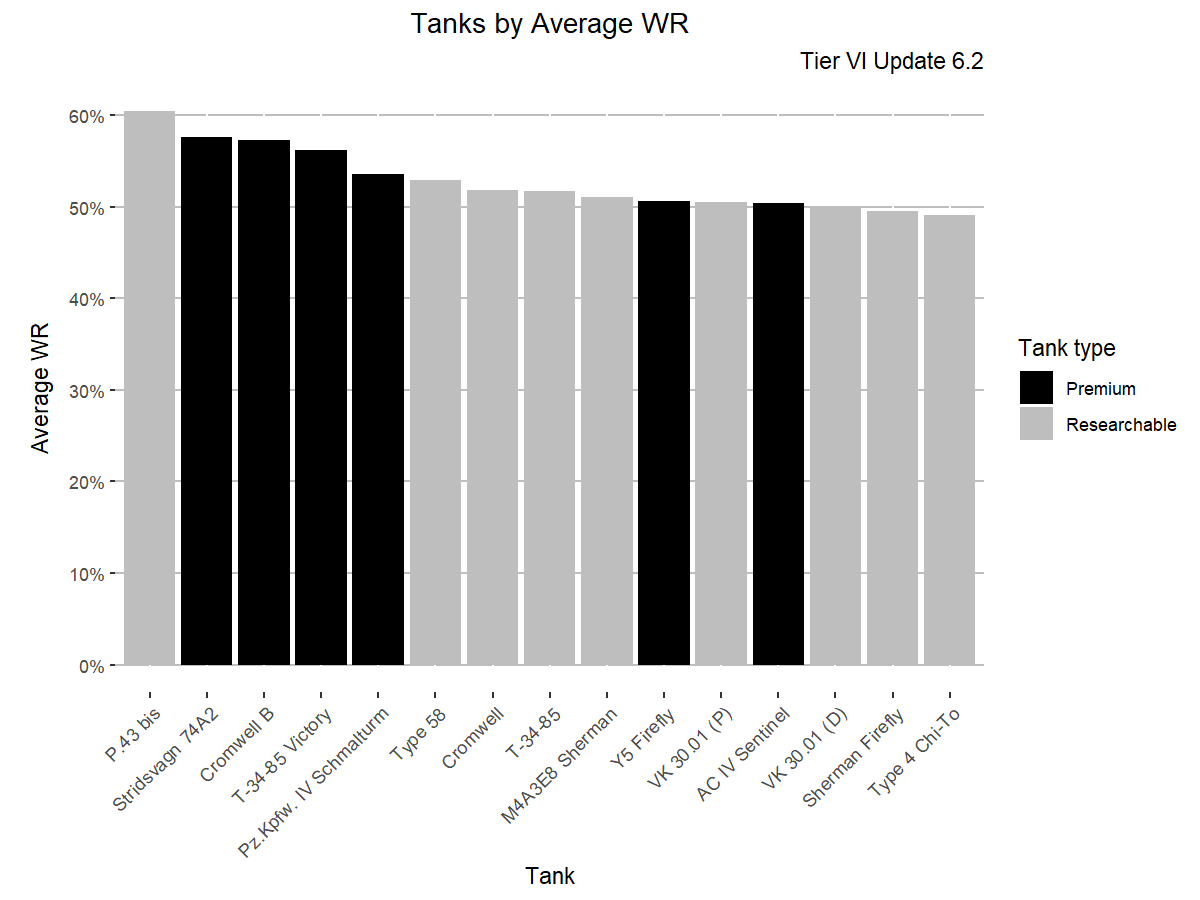 Tanks by Average WR
Tier VI Update 6.2
60%
50%
40%
30%
20%
10%
0%
Average WR
P.43 bis
Stridsvagn 74A2
Cromwell B
T-34-85 Victory
Pz.Kpfw. IV Schmalturm
Type 58
Cromwell
T-34-85
M4A3E8 Sherman
Y5 Firefly
VK 30.01 (P)
AC IV Sentinel
VK 30.01 (D)
Sherman Firefly
Type 4 Chi-To
Tank
Tank type
Premium
Researchable